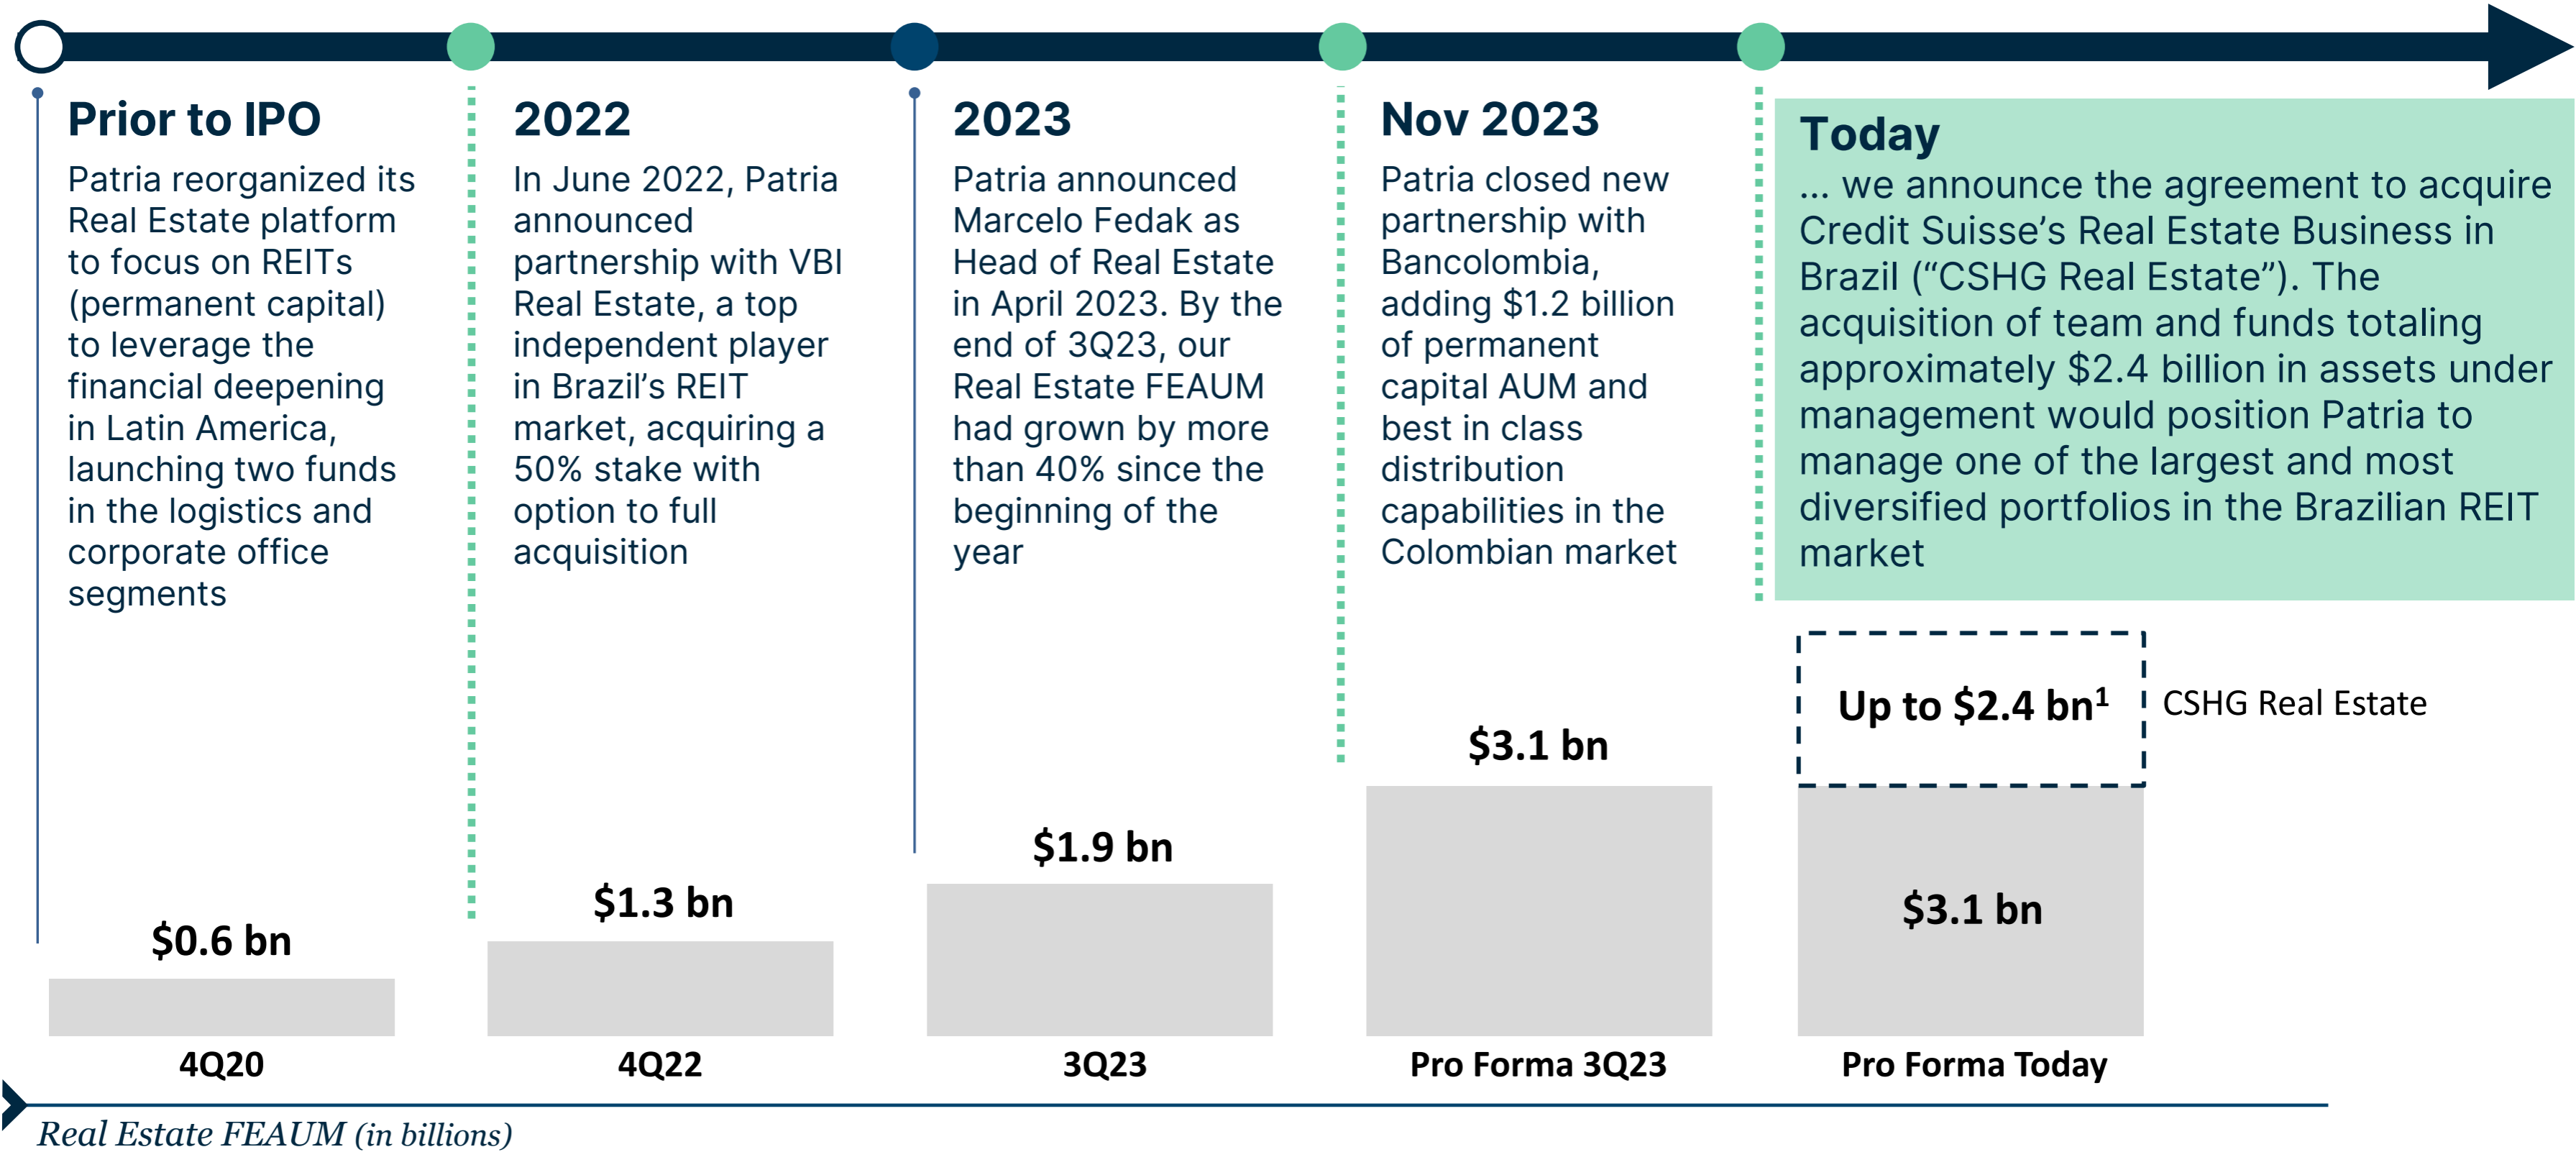 Prior to IPO
Patria reorganized its
Real Estate platform
to focus on REITs
(permanent capital)
to leverage the
financial deepening
in Latin America,
launching two funds
in the logistics and
corporate office
segments
2022
In June 2022, Patria
announced
partnership with VBI
Real Estate, a top
independent player
in Brazil’s REIT
market, acquiring a
50% stake with
option to full
acquisition
2023
Patria announced
Marcelo Fedak as
Head of Real Estate
in April 2023. By the
end of 3Q23, our
Real Estate FEAUM
had grown by more
than 40% since the
beginning of the
year
Nov 2023
Patria closed new
partnership with
Bancolombia,
adding $1.2 billion
of permanent
capital AUM and
best in class
distribution
capabilities in the
Colombian market
Today
... we announce the agreement to acquire
Credit Suisse’s Real Estate Business in
Brazil (“CSHG Real Estate”). The
acquisition of team and funds totaling
approximately $2.4 billion in assets under
management would position Patria to
manage one of the largest and most
diversified portfolios in the Brazilian REIT
market
$0.6 bn
$1.3 bn
$1.9 bn
$3.1 bn
Up to $2.4 bn¹
CSHG Real Estate
$3.1 bn
4Q20
4Q22
3Q23
Pro Forma 3Q23
Pro Forma Today
Real Estate FEAUM (in billions)